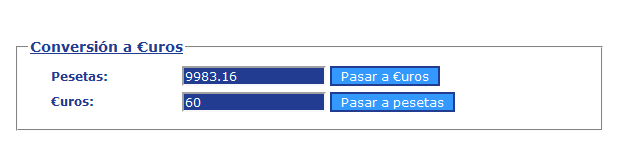 Conversión a €uros
Pesetas: 9983.16 Pasar a €uros
€uros: 60 Pasar a pesetas